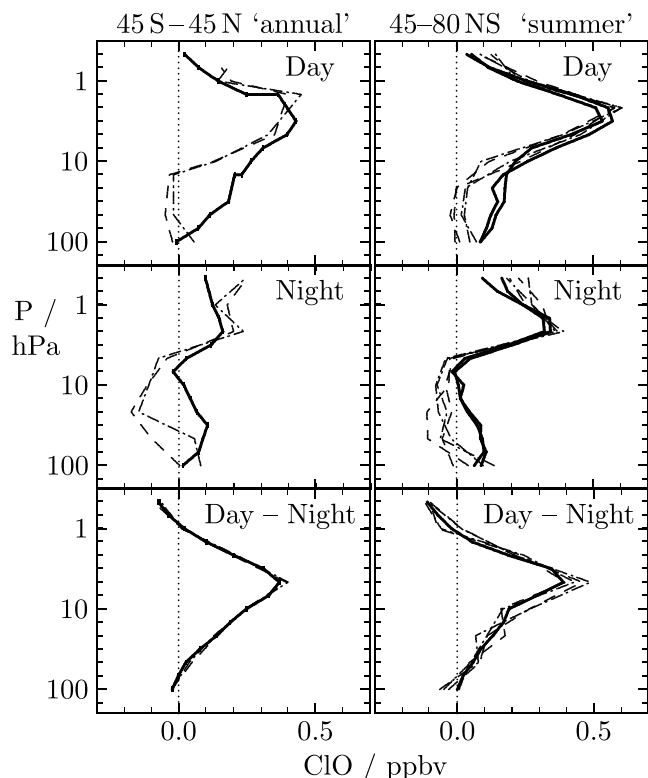 45 S – 45 N 'annual'
45–80 NS 'summer'
Day
Day
1
10
100
Night
Night
P /
hPa
1
10
100
Day – Night
Day – Night
1
10
100
0.0 0.5 0.0 0.5
ClO / ppbv